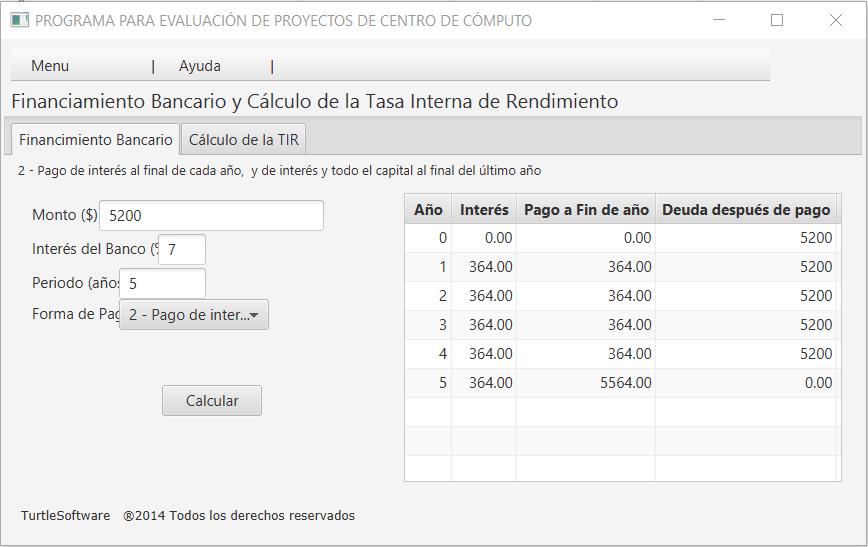 PROGRAMA PARA EVALUACIÓN DE PROYECTOS DE CENTRO DE CÓMPUTO
Menu | Ayuda |
Financiamiento Bancario y Cálculo de la Tasa Interna de Rendimiento
Financimiento Bancario Cálculo de la TIR
2 - Pago de interés al final de cada año, y de interés y todo el capital al final del último año
Monto ($) 5200
Interés del Banco (% 7
Periodo (años 5
Forma de Pag 2 - Pago de inter...
Calcular
Año Interés Pago a Fin de año Deuda después de pago
0 0.00 0.00 5200
1 364.00 364.00 5200
2 364.00 364.00 5200
3 364.00 364.00 5200
4 364.00 364.00 5200
5 364.00 5564.00 0.00
TurtleSoftware ®2014 Todos los derechos reservados